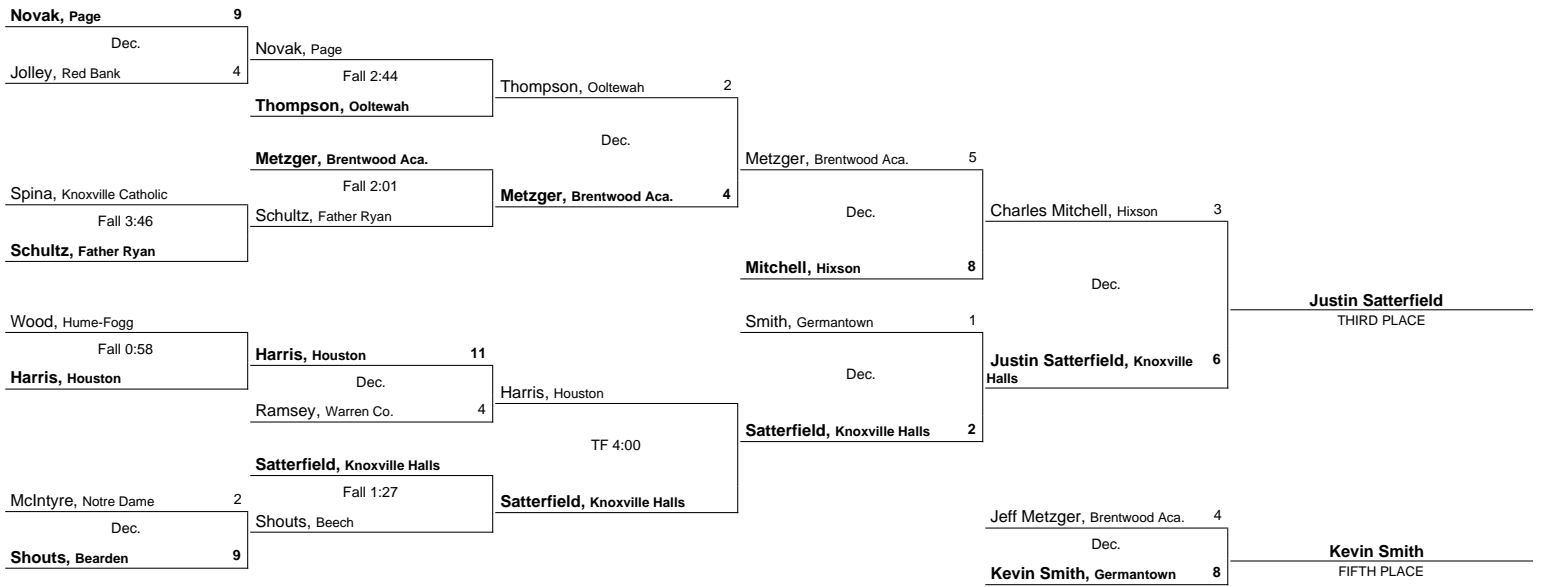 Novak, Page 9
Dec.
Jolley, Red Bank 4
Novak, Page
Fall 2:44
Thompson, Ooltewah
Thompson, Ooltewah 2
Dec.
Metzger, Brentwood Aca. 4
Metzger, Brentwood Aca.
Fall 2:01
Schultz, Father Ryan
Spina, Knoxville Catholic
Fall 3:46
Schultz, Father Ryan
Metzger, Brentwood Aca. 5
Dec.
Mitchell, Hixson 8
Charles Mitchell, Hixson 3
Dec.
Justin Satterfield, Knoxville 6
Halls
Justin Satterfield
THIRD PLACE
Wood, Hume-Fogg
Fall 0:58
Harris, Houston
Harris, Houston 11
Dec.
Ramsey, Warren Co. 4
Harris, Houston
TF 4:00
Satterfield, Knoxville Halls
Smith, Germantown 1
Dec.
Satterfield, Knoxville Halls 2
Satterfield, Knoxville Halls
Fall 1:27
Shouts, Beech
McIntyre, Notre Dame 2
Dec.
Shouts, Bearden 9
Jeff Metzger, Brentwood Aca. 4
Dec.
Kevin Smith, Germantown 8
Kevin Smith
FIFTH PLACE